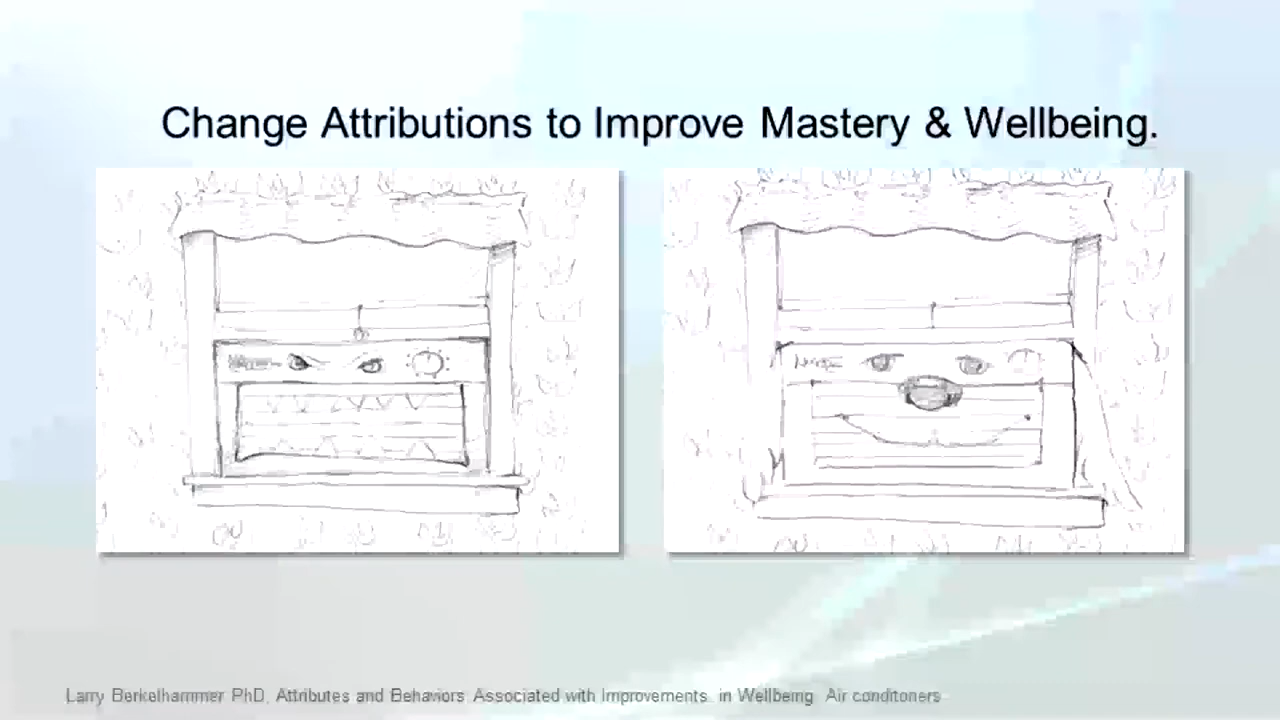 Change Attributions to Improve Mastery & Wellbeing.
Larry Berkelhammer PhD, Attributes and Behaviors Associated with Improvements in Wellbeing Air conditoners